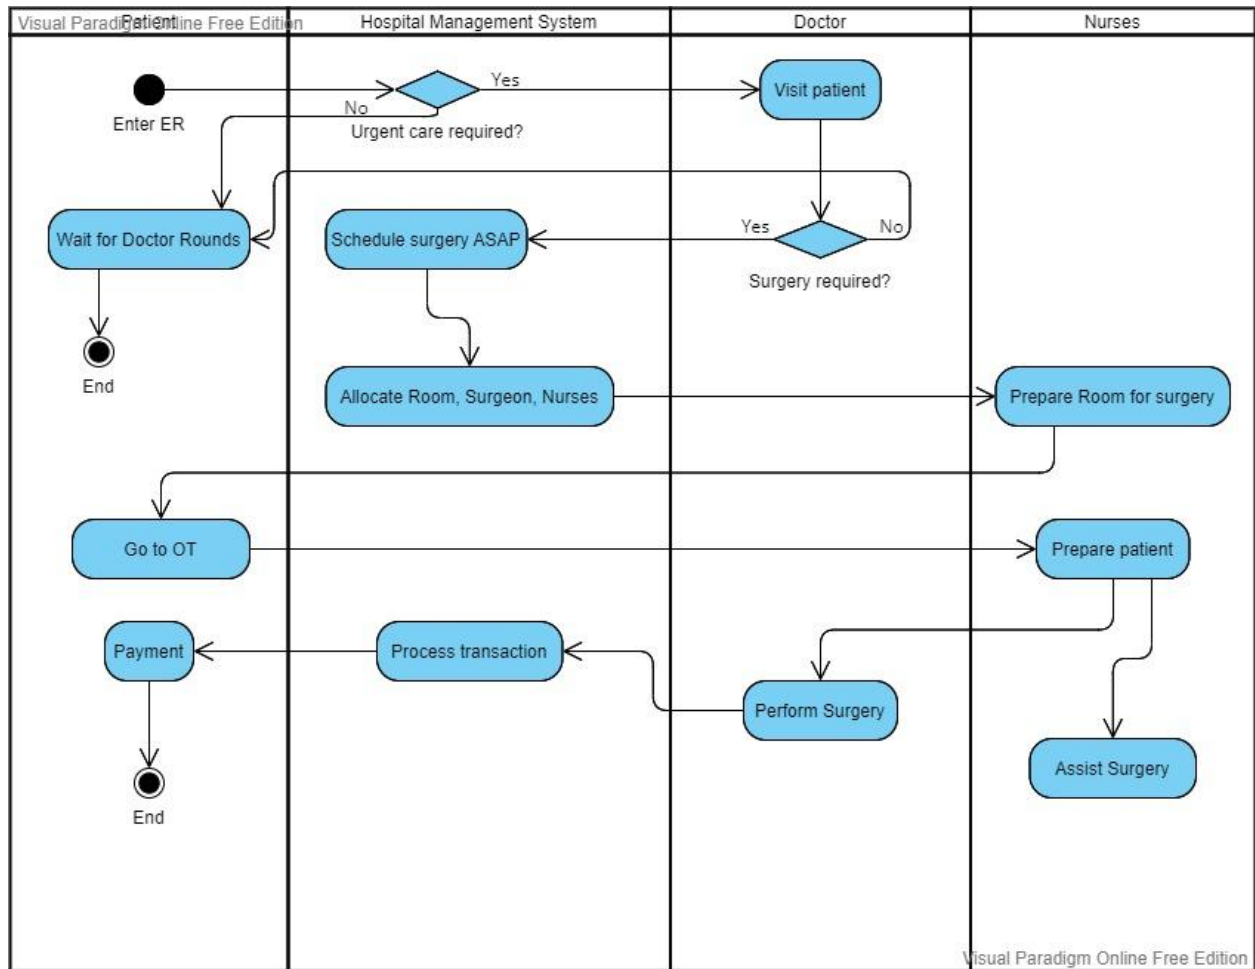 Visual Paradigm Online Free Edition
Patient
Hospital Management System
Doctor
Nurses
Enter ER
Yes
Visit patient
No
Urgent care required?
Wait for Doctor Rounds
Schedule surgery ASAP
Yes
No
Surgery required?
End
Allocate Room, Surgeon, Nurses
Prepare Room for surgery
Go to OT
Prepare patient
Payment
Process transaction
Perform Surgery
Assist Surgery
End
Visual Paradigm Online Free Edition